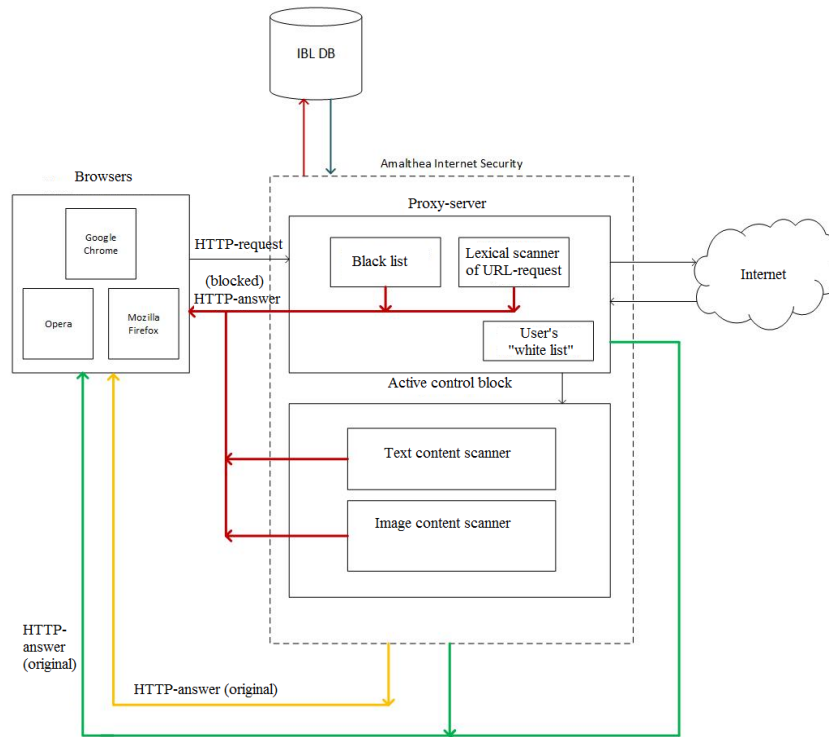 IBL DB
Amalthea Internet Security
Browsers
Proxy-server
Google
Chrome
HTTP-request
Black list
Lexical scanner
of URL-request
Internet
(blocked)
HTTP-answer
Opera
Mozilla
Firefox
User's
"white list"
Active control block
Text content scanner
Image content scanner
HTTP-
answer
(original)
HTTP-answer (original)